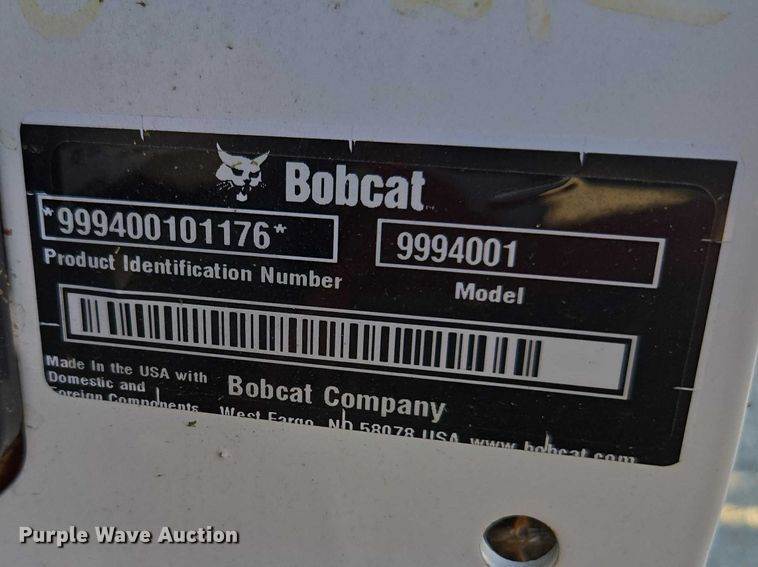 Bobcat
*999400101176*
9994001
Product Identification Number
Model
Made In the USA with
Domestic and
Foreign Components
Bobcat Company
West Fargo, ND 58078 USA www.bobcat.com
Purple Wave Auction